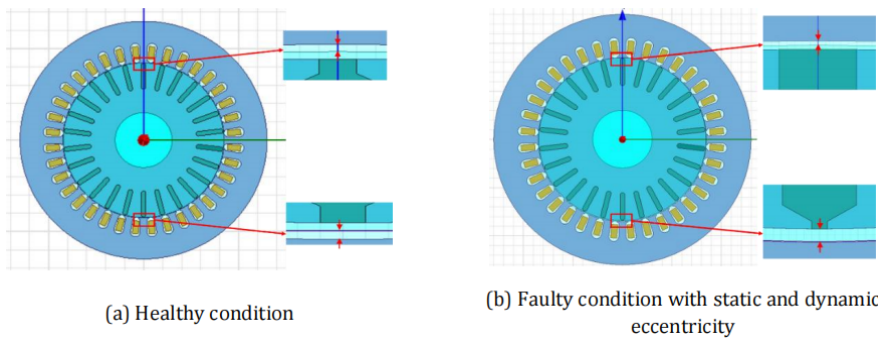 (a) Healthy condition
(b) Faulty condition with static and dynamic
eccentricity